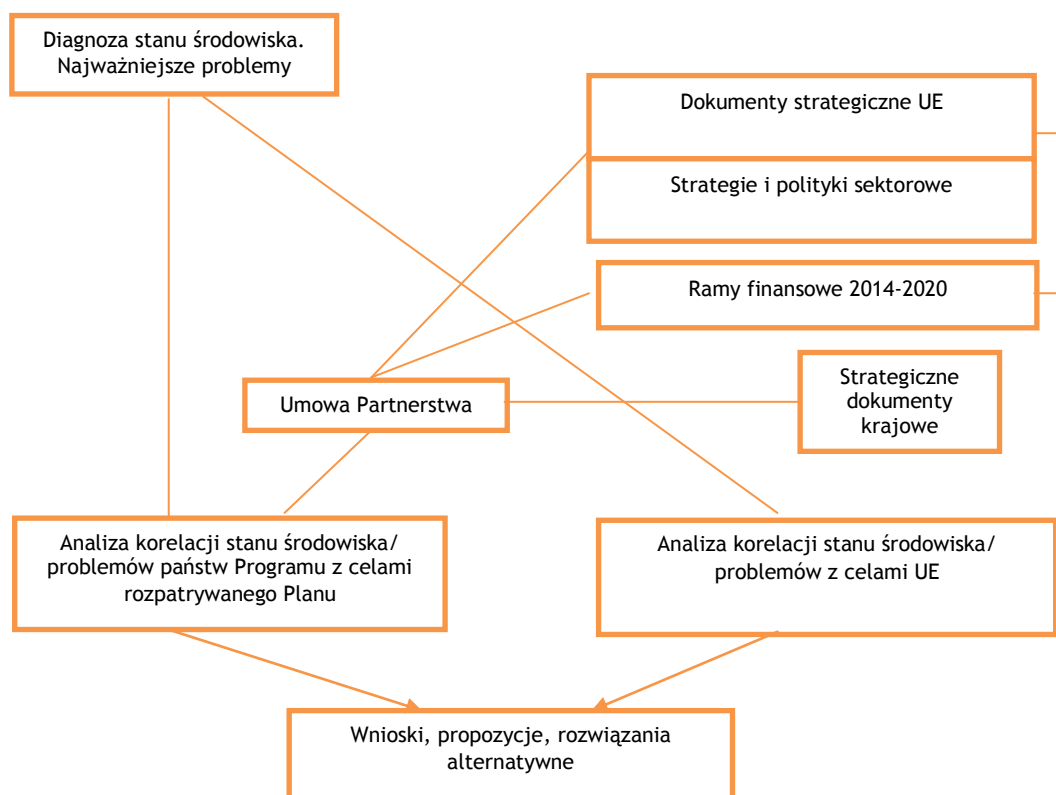 Diagnoza stanu środowiska.
Najważniejsze problemy
Dokumenty strategiczne UE
Strategie i polityki sektorowe
Ramy finansowe 2014-2020
Strategiczne
dokumenty
krajowe
Umowa Partnerstwa
Analiza korelacji stanu środowiska/
problemów państw Programu z celami
rozpatrywanego Planu
Analiza korelacji stanu środowiska/
problemów z celami UE
Wnioski, propozycje, rozwiązania
alternatywne